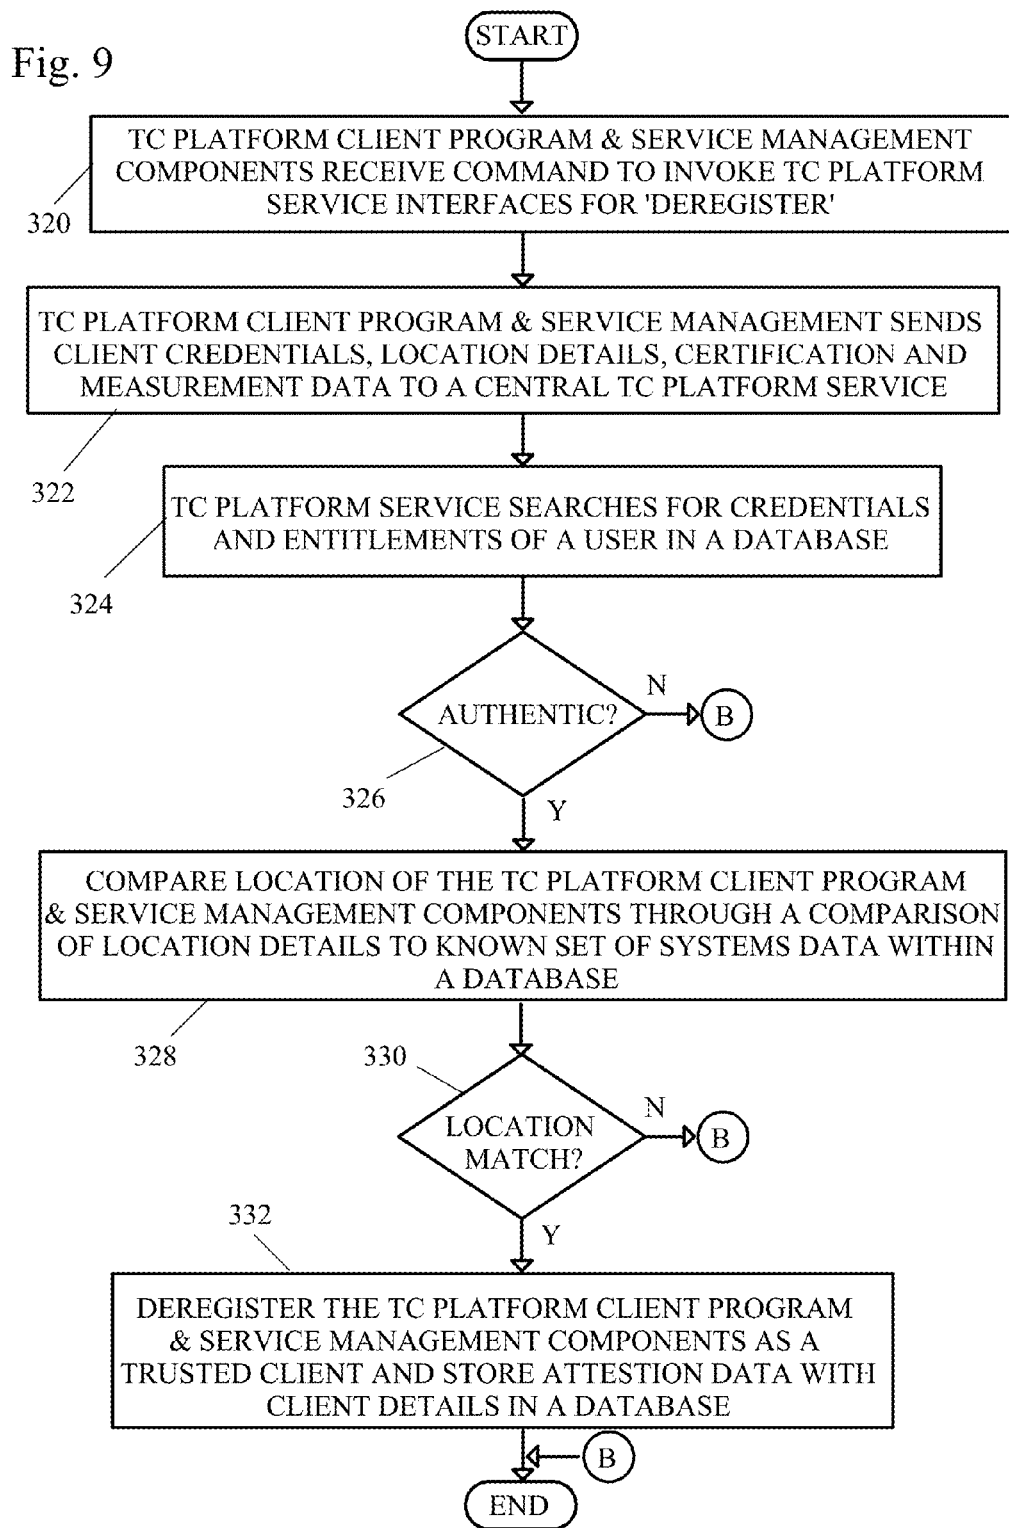 START
Fig. 9
TC PLATFORM CLIENT PROGRAM & SERVICE MANAGEMENT
COMPONENTS RECEIVE COMMAND TO INVOKE TC PLATFORM
SERVICE INTERFACES FOR 'DEREGISTER'
320
TC PLATFORM CLIENT PROGRAM & SERVICE MANAGEMENT SENDS
CLIENT CREDENTIALS, LOCATION DETAILS, CERTIFICATION AND
MEASUREMENT DATA TO A CENTRAL TC PLATFORM SERVICE
322
TC PLATFORM SERVICE SEARCHES FOR CREDENTIALS
AND ENTITLEMENTS OF A USER IN A DATABASE
324
AUTHENTIC?
N
B
326
Y
COMPARE LOCATION OF THE TC PLATFORM CLIENT PROGRAM
& SERVICE MANAGEMENT COMPONENTS THROUGH A COMPARISON
OF LOCATION DETAILS TO KNOWN SET OF SYSTEMS DATA WITHIN
A DATABASE
328
330
LOCATION
MATCH?
N
B
332
Y
DEREGISTER THE TC PLATFORM CLIENT PROGRAM
& SERVICE MANAGEMENT COMPONENTS AS A
TRUSTED CLIENT AND STORE ATTESTION DATA WITH
CLIENT DETAILS IN A DATABASE
B
END